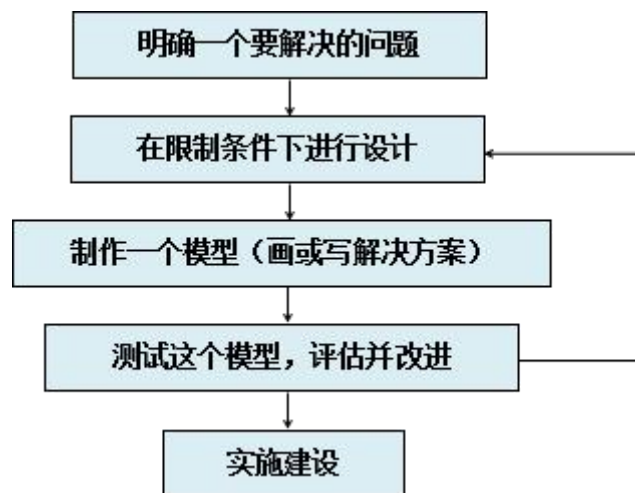 明确一个要解决的问题
在限制条件下进行设计
制作一个模型（画或写解决方案）
测试这个模型，评估并改进
实施建设